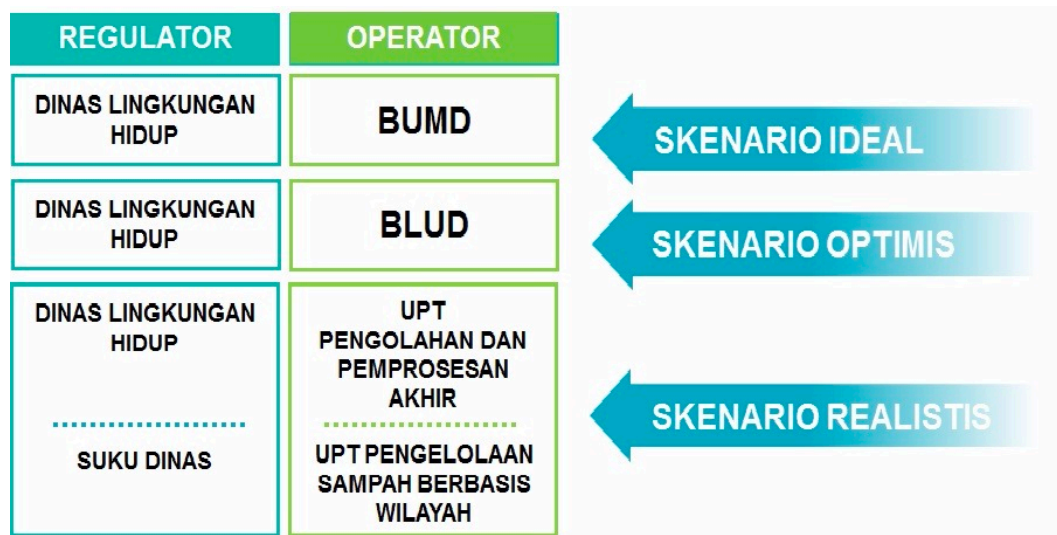 REGULATOR
OPERATOR
DINAS LINGKUNGAN
HIDUP
BUMD
SKENARIO IDEAL
DINAS LINGKUNGAN
HIDUP
BLUD
SKENARIO OPTIMIS
DINAS LINGKUNGAN
HIDUP
SUKU DINAS
UPT
PENGOLAHAN DAN
PEMPROSESAN
AKHIR
UPT PENGELOLAAN
SAMPAH BERBASIS
WILAYAH
SKENARIO REALISTIS